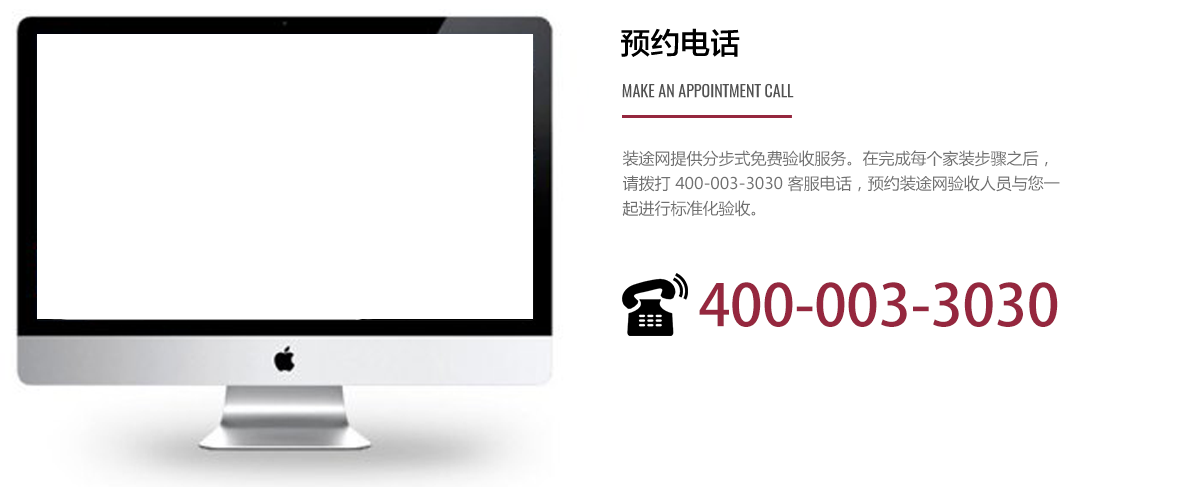 预约电话
MAKE AN APPOINTMENT CALL
装途网提供分步式免费验收服务。在完成每个家装步骤之后，
请拨打 400-003-3030 客服电话，预约装途网验收人员与您一
起进行标准化验收。
400-003-3030